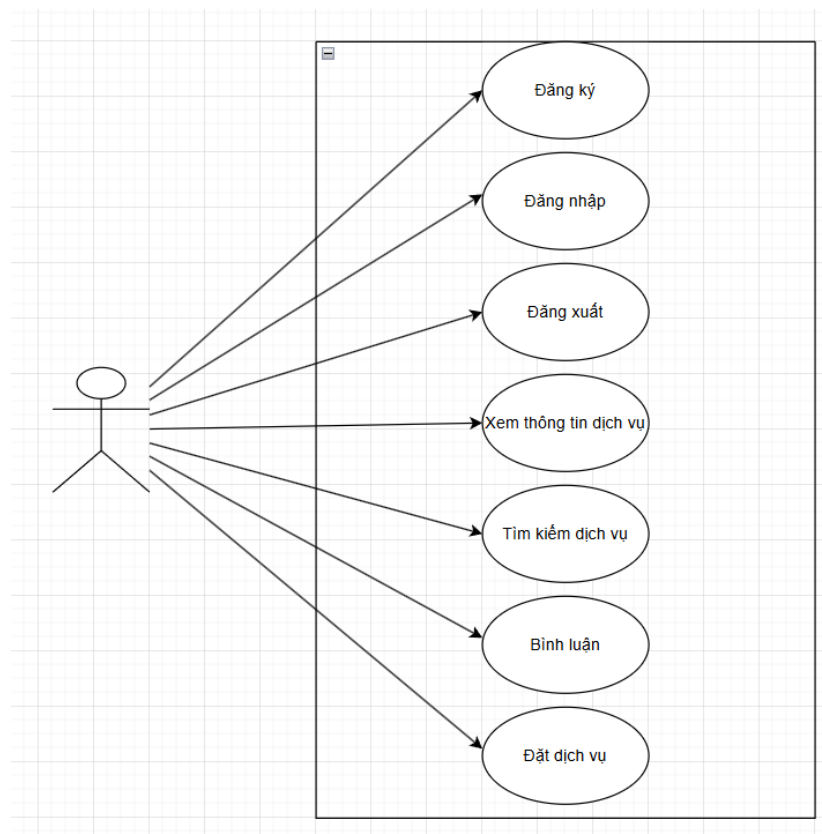 Đăng ký
Đăng nhập
Đăng xuất
Xem thông tin dịch vụ
Tìm kiếm dịch vụ
Bình luận
Đặt dịch vụ